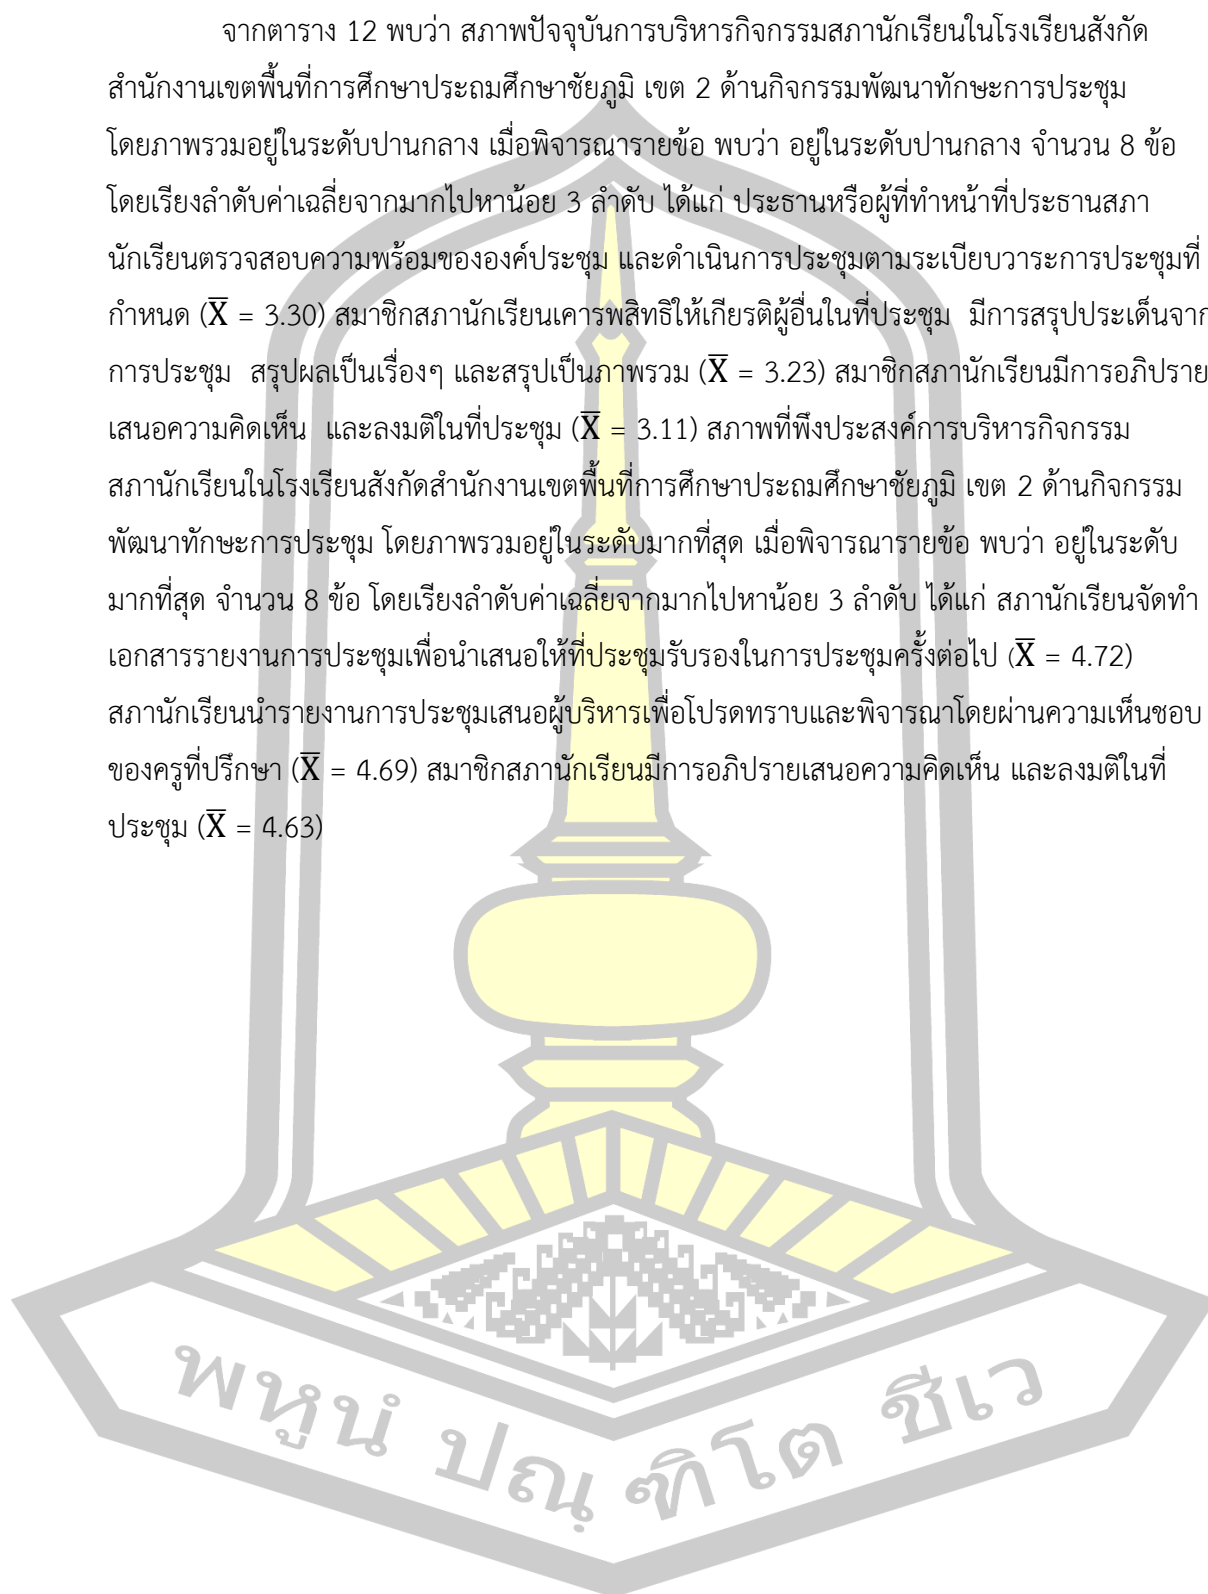 จากตาราง 12 พบว่า สภาพปัจจุบันการบริหารกิจกรรมสภานักเรียนในโรงเรียนสังกัด
สำนักงานเขตพื้นที่การศึกษาประถมศึกษาชัยภูมิ เขต 2 ด้านกิจกรรมพัฒนาทักษะการประชุม
โดยภาพรวมอยู่ในระดับปานกลาง เมื่อพิจารณารายข้อ พบว่า อยู่ในระดับปานกลาง จำนวน 8 ข้อ
โดยเรียงลำดับค่าเฉลี่ยจากมากไปหาน้อย 3 ลำดับ ได้แก่ ประธานหรือผู้ที่ทำหน้าที่ประธานสภา
นักเรียนตรวจสอบความพร้อมขององค์ประชุม และดำเนินการประชุมตามระเบียบวาระการประชุมที่
กำหนด (X̅ = 3.30) สมาชิกสภานักเรียนเคารพสิทธิให้เกียรติผู้อื่นในที่ประชุม มีการสรุปประเด็นจาก
การประชุม สรุปผลเป็นเรื่องๆ และสรุปเป็นภาพรวม (X̅ = 3.23) สมาชิกสภานักเรียนมีการอภิปราย
เสนอความคิดเห็น และลงมติในที่ประชุม (X̅ = 3.11) สภาพที่พึงประสงค์การบริหารกิจกรรม
สภานักเรียนในโรงเรียนสังกัดสำนักงานเขตพื้นที่การศึกษาประถมศึกษาชัยภูมิ เขต 2 ด้านกิจกรรม
พัฒนาทักษะการประชุม โดยภาพรวมอยู่ในระดับมากที่สุด เมื่อพิจารณารายข้อ พบว่า อยู่ในระดับ
มากที่สุด จำนวน 8 ข้อ โดยเรียงลำดับค่าเฉลี่ยจากมากไปหาน้อย 3 ลำดับ ได้แก่ สภานักเรียนจัดทำ
เอกสารรายงานการประชุมเพื่อนำเสนอให้ที่ประชุมรับรองในการประชุมครั้งต่อไป (X̅ = 4.72)
สภานักเรียนนำรายงานการประชุมเสนอผู้บริหารเพื่อโปรดทราบและพิจารณาโดยผ่านความเห็นชอบ
ของครูที่ปรึกษา (X̅ = 4.69) สมาชิกสภานักเรียนมีการอภิปรายเสนอความคิดเห็น และลงมติในที่
ประชุม (X̅ = 4.63)
พหูนํ ปณฺฑิโต ชีเว